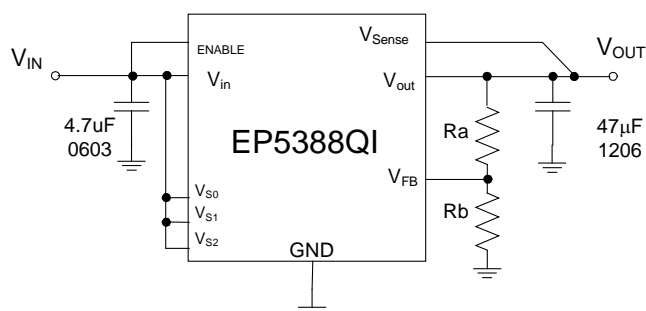 ENABLE
VSense
VIN
VOUT
Vin
Vout
4.7uF
0603
EP5388QI
Ra
47μF
1206
VFB
VS0
VS1
Rb
VS2
GND